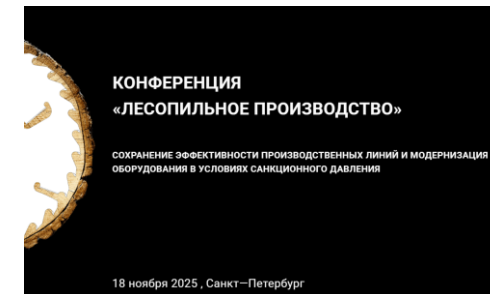 КОНФЕРЕНЦИЯ
«ЛЕСОПИЛЬНОЕ ПРОИЗВОДСТВО»
СОХРАНЕНИЕ ЭФФЕКТИВНОСТИ ПРОИЗВОДСТВЕННЫХ ЛИНИЙ И МОДЕРНИЗАЦИЯ
ОБОРУДОВАНИЯ В УСЛОВИЯХ САНКЦИОННОГО ДАВЛЕНИЯ
18 ноября 2025 , Санкт–Петербург